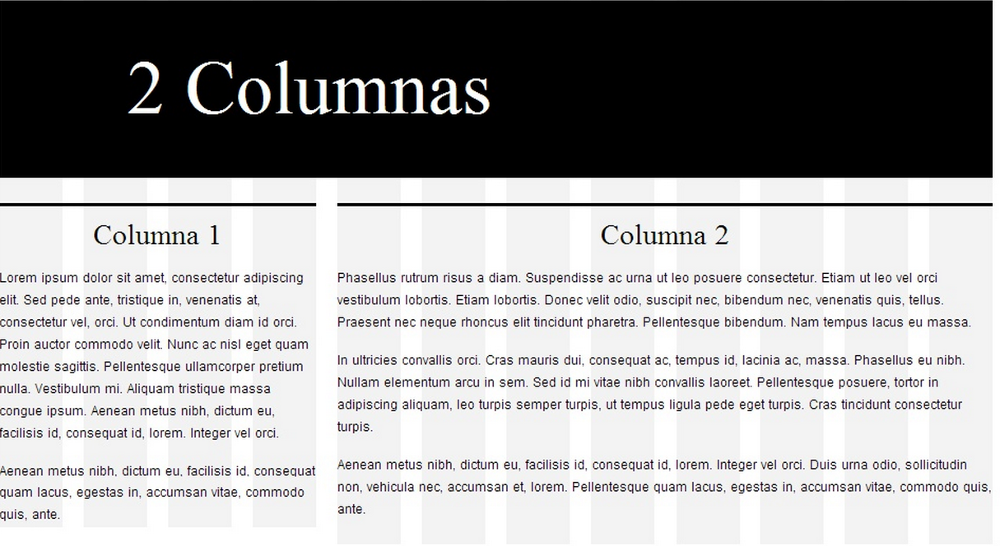 2 Columnas
Columna 1
Lorem ipsum dolor sit amet, consectetur adipiscing
elit. Sed pede ante, tristique in, venenatis at,
consectetur vel, orci. Ut condimentum diam id orci.
Proin auctor commodo velit. Nunc ac nisl eget quam
molestie sagittis. Pellentesque ullamcorper pretium
nulla. Vestibulum mi. Aliquam tristique massa
congue ipsum. Aenean metus nibh, dictum eu,
facilisis id, consequat id, lorem. Integer vel orci.
Aenean metus nibh, dictum eu, facilisis id, consequat
quam lacus, egestas in, accumsan vitae, commodo
quis, ante.
Columna 2
Phasellus rutrum risus a diam. Suspendisse ac urna ut leo posuere consectetur. Etiam ut leo vel orci
vestibulum lobortis. Etiam lobortis. Donec velit odio, suscipit nec, bibendum nec, venenatis quis, tellus.
Praesent nec neque rhoncus elit tincidunt pharetra. Pellentesque bibendum. Nam tempus lacus eu massa.
In ultricies convallis orci. Cras mauris dui, consequat ac, tempus id, lacinia ac, massa. Phasellus eu nibh.
Nullam elementum arcu in sem. Sed id mi vitae nibh convallis laoreet. Pellentesque posuere, tortor in
adipiscing aliquam, leo turpis semper turpis, ut tempus ligula pede eget turpis. Cras tincidunt consectetur
turpis.
Aenean metus nibh, dictum eu, facilisis id, consequat id, lorem. Integer vel orci. Duis urna odio, sollicitudin
non, vehicula nec, accumsan et, lorem. Pellentesque quam lacus, egestas in, accumsan vitae, commodo quis,
ante.